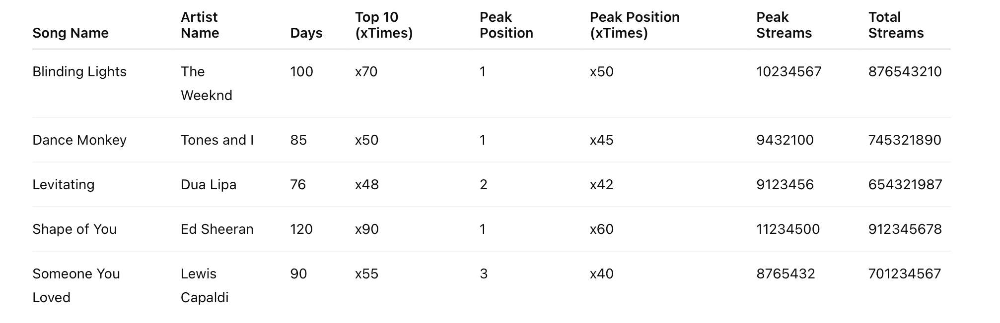 Song Name Artist Name Days Top 10 (xTimes) Peak Position Peak Position (xTimes) Peak Streams Total Streams
Blinding Lights The Weeknd 100 x70 1 x50 10234567 876543210
Dance Monkey Tones and I 85 x50 1 x45 9432100 745321890
Levitating Dua Lipa 76 x48 2 x42 9123456 654321987
Shape of You Ed Sheeran 120 x90 1 x60 11234500 912345678
Someone You Loved Lewis Capaldi 90 x55 3 x40 8765432 701234567